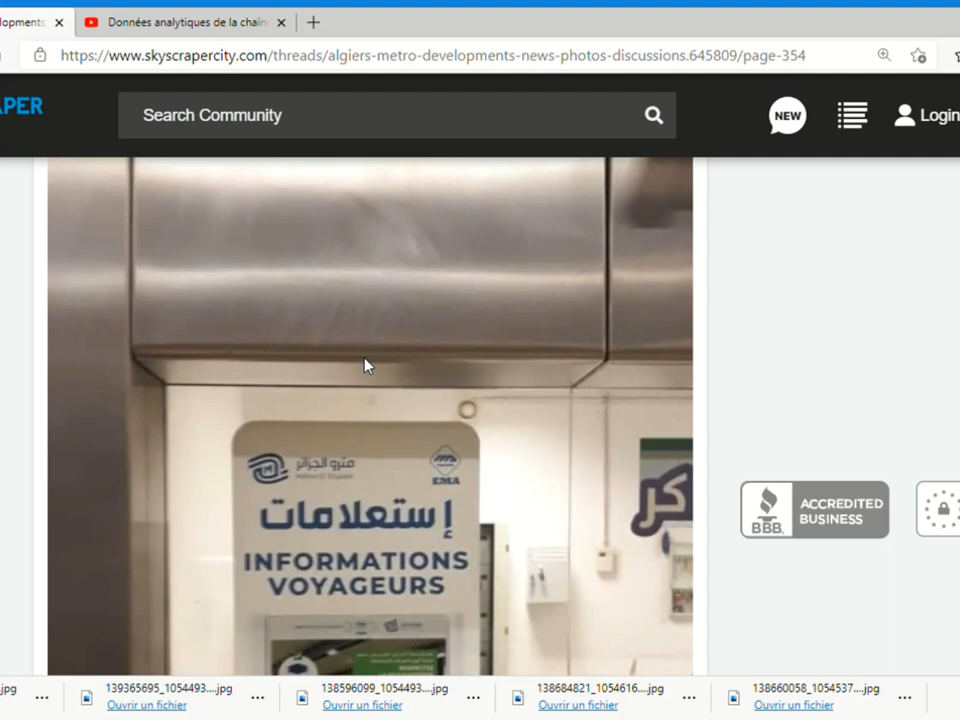 lopments
Données analytiques de la chaîn
https://www.skyscrapercity.com/threads/algiers-metro-developments-news-photos-discussions.645809/page-354
APER
Search Community
NEW
Login
مترو الجزائر
EMA
إستعلامات
INFORMATIONS
VOYAGEURS
كر
BBB.
ACCREDITED
BUSINESS
.jpg
139365695_1054493....jpg
Ouvrir un fichier
138596099_1054493....jpg
Ouvrir un fichier
138684821_1054616....jpg
Ouvrir un fichier
138660058_1054537....jpg
Ouvrir un fichier